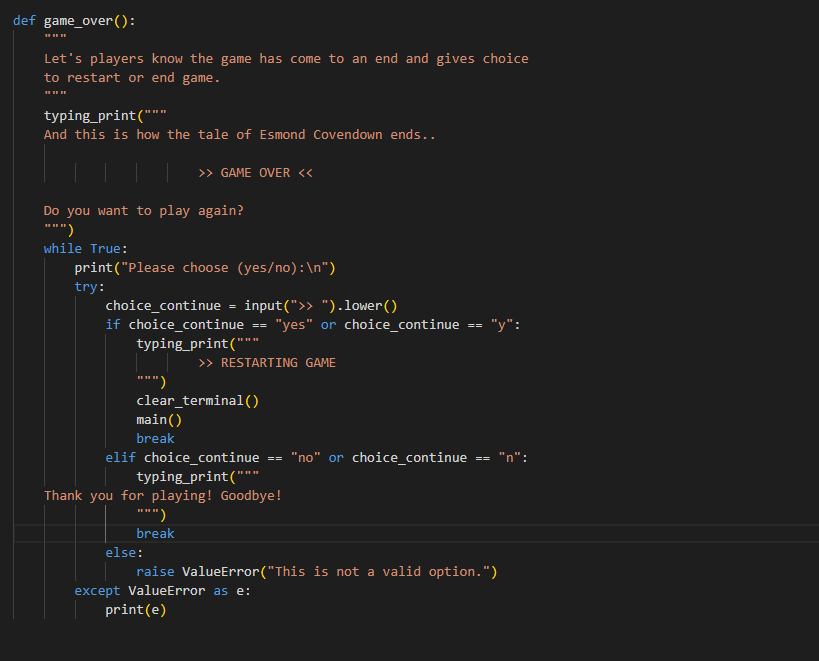 def game_over():
    """
    Let's players know the game has come to an end and gives choice
    to restart or end game.
    """
    typing_print("""
    And this is how the tale of Esmond Covendown ends..

                        >> GAME OVER <<

    Do you want to play again?
    """)
    while True:
        print("Please choose (yes/no):\n")
        try:
            choice_continue = input(">> ").lower()
            if choice_continue == "yes" or choice_continue == "y":
                typing_print("""
                        >> RESTARTING GAME
                """)
                clear_terminal()
                main()
                break
            elif choice_continue == "no" or choice_continue == "n":
                typing_print("""
    Thank you for playing! Goodbye!
                """)
                break
            else:
                raise ValueError("This is not a valid option.")
        except ValueError as e:
            print(e)